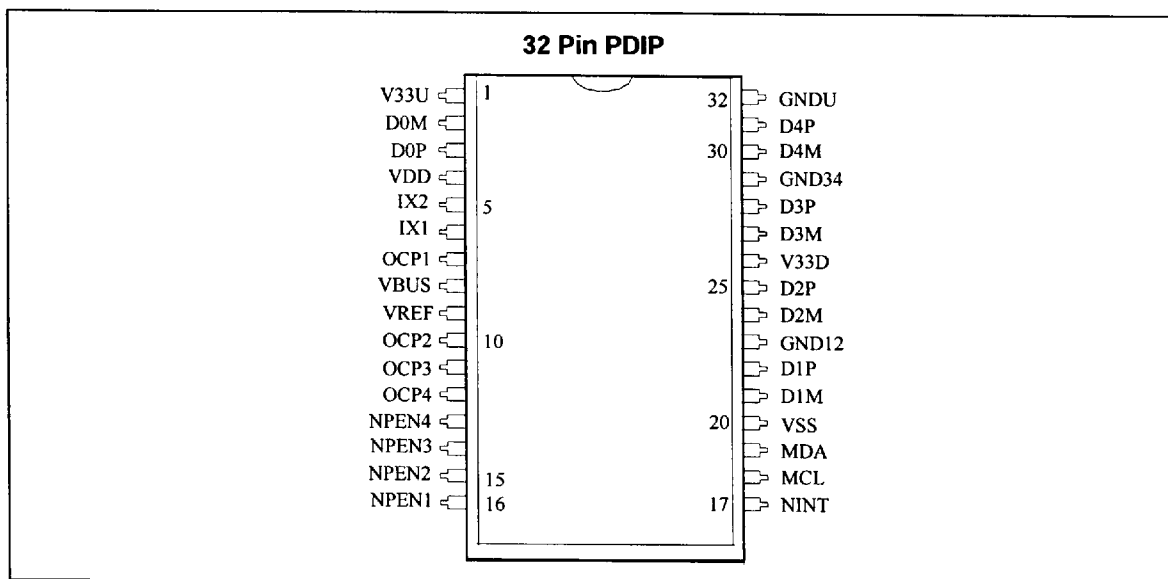 32 Pin PDIP
V33U 1 32 GNDU
D0M D4P
D0P 30 D4M
VDD GND34
IX2 5 D3P
IX1 D3M
OCP1 V33D
VBUS 25 D2P
VREF D2M
OCP2 10 GND12
OCP3 D1P
OCP4 D1M
NPEN4 20 VSS
NPEN3 MDA
NPEN2 15 MCL
NPEN1 16 17 NINT